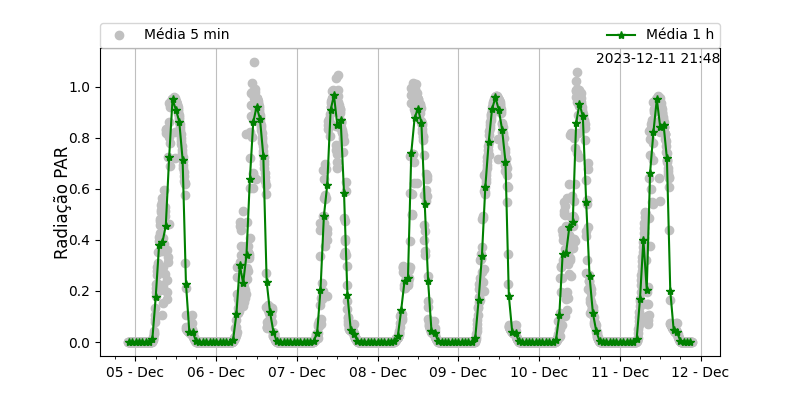 Média 5 min
Média 1 h
2023-12-11 21:48
Radiação PAR
1.0
0.8
0.6
0.4
0.2
0.0
05 - Dec
06 - Dec
07 - Dec
08 - Dec
09 - Dec
10 - Dec
11 - Dec
12 - Dec